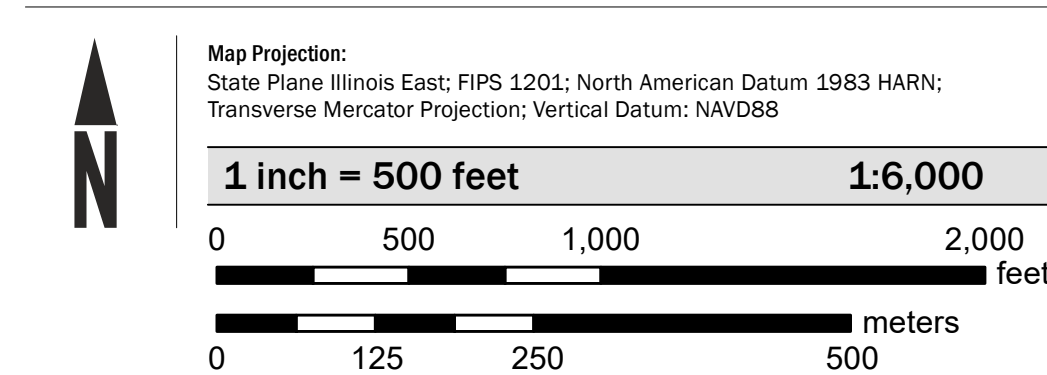 N
Map Projection:
State Plane Illinois East; FIPS 1201; North American Datum 1983 HARN;
Transverse Mercator Projection; Vertical Datum: NAVD88
1 inch = 500 feet 1:6,000
0 500 1,000 2,000
feet
meters
0 125 250 500